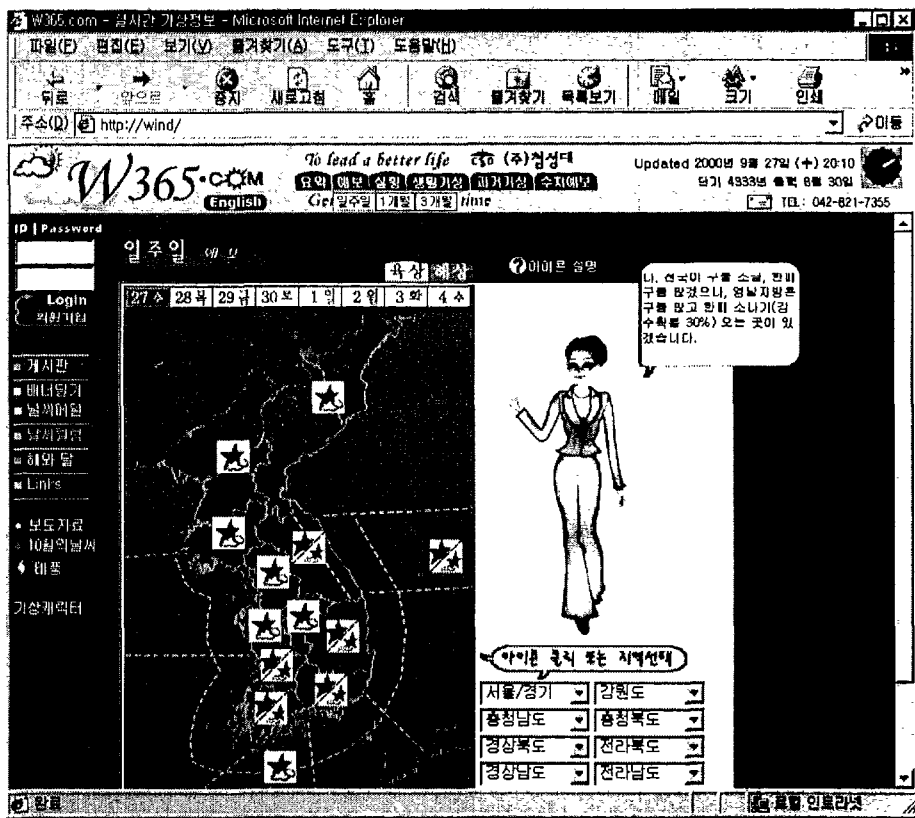 W365.com - 실시간 기상정보 - Microsoft Internet Explorer
파일(F) 편집(E) 보기(V) 즐겨찾기(A) 도구(T) 도움말(H)
뒤로 앞으로 중지 새로고침 홈 검색 즐겨찾기 목록보기 메일 크기 인쇄
주소(D) http://wind/ 이동
W365.COM
English
To lead a better life (주)첨성대
요약 예보 실황 생활기상 과거기상 수치예보
Get 일주일 1개월 3개월 time
Updated 2000년 9월 27일 (수) 20:10
단기 4333년 음력 8월 30일
TEL: 042-821-7355
ID | Password
Login
회원가입
일주일 예보
육상 해상
아이콘 설명
27 수 28 목 29 금 30 토 1 일 2 월 3 화 4 수
나, 전국이 구름 소낱, 한때
구름 많겠으나, 영남지방은
구름 많고 한때 소나기(강
수확률 30%) 오는 곳이 있
겠습니다.
게시판
배너달기
날씨메일
날씨컬럼
해와 달
Links
보도자료
10월의날씨
태풍
기상캐릭터
아이콘 클릭 또는 지역선택
서울/경기 강원도
충청남도 충청북도
경상북도 전라북도
경상남도 전라남도
완료 로컬 인트라넷